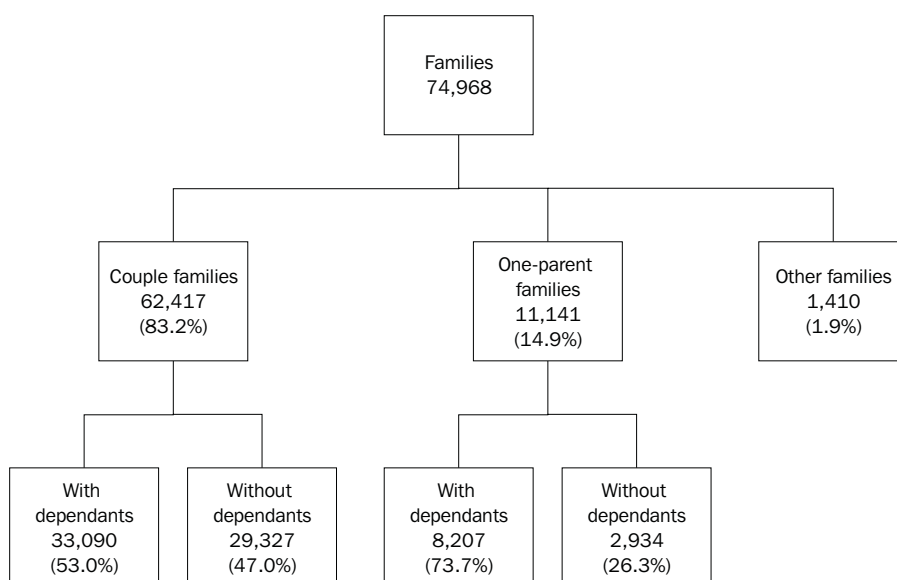 Families
74,968
Couple families
62,417
(83.2%)
One-parent
families
11,141
(14.9%)
Other families
1,410
(1.9%)
With
dependants
33,090
(53.0%)
Without
dependants
29,327
(47.0%)
With
dependants
8,207
(73.7%)
Without
dependants
2,934
(26.3%)